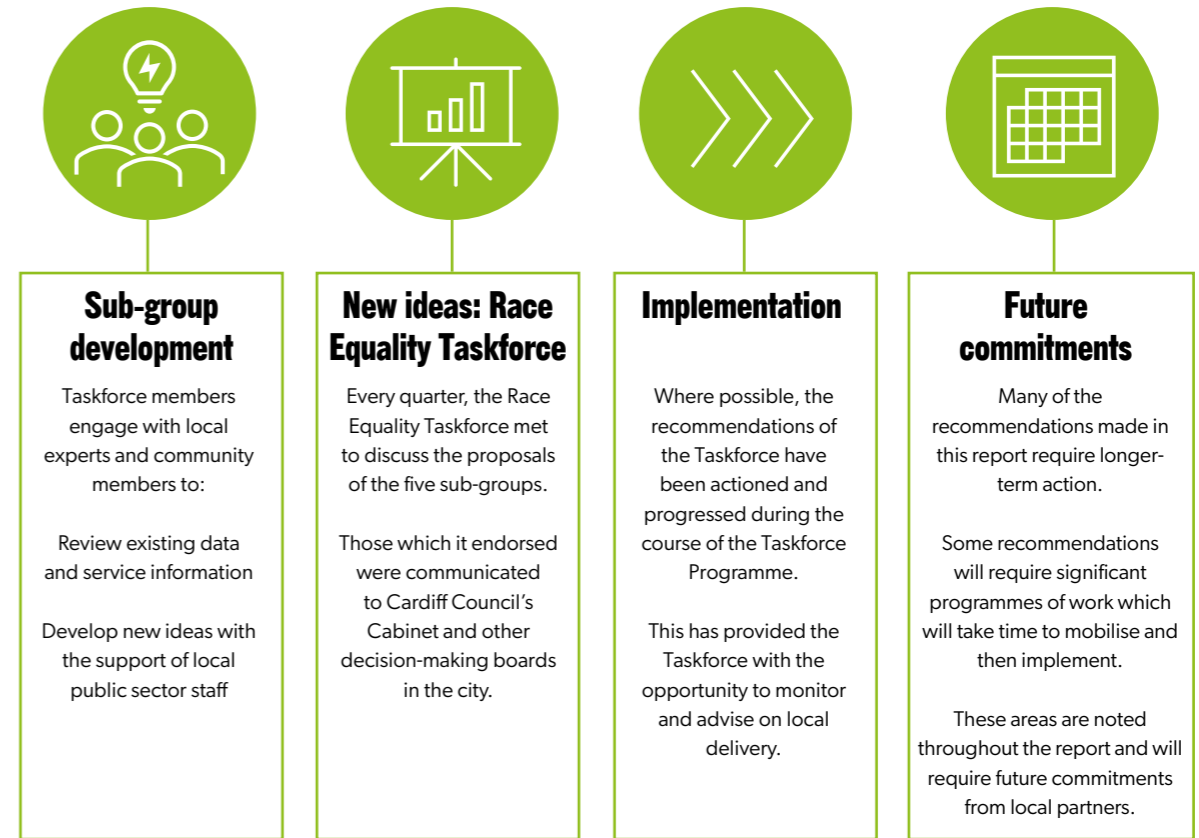 Sub-group
development
Taskforce members
engage with local
experts and community
members to:
Review existing data
and service information
Develop new ideas with
the support of local
public sector staff
New ideas: Race
Equality Taskforce
Every quarter, the Race
Equality Taskforce met
to discuss the proposals
of the five sub-groups.
Those which it endorsed
were communicated
to Cardiff Council’s
Cabinet and other
decision-making boards
in the city.
Implementation
Where possible, the
recommendations of
the Taskforce have
been actioned and
progressed during the
course of the Taskforce
Programme.
This has provided the
Taskforce with the
opportunity to monitor
and advise on local
delivery.
Future
commitments
Many of the
recommendations made in
this report require longer-
term action.
Some recommendations
will require significant
programmes of work which
will take time to mobilise and
then implement.
These areas are noted
throughout the report and will
require future commitments
from local partners.